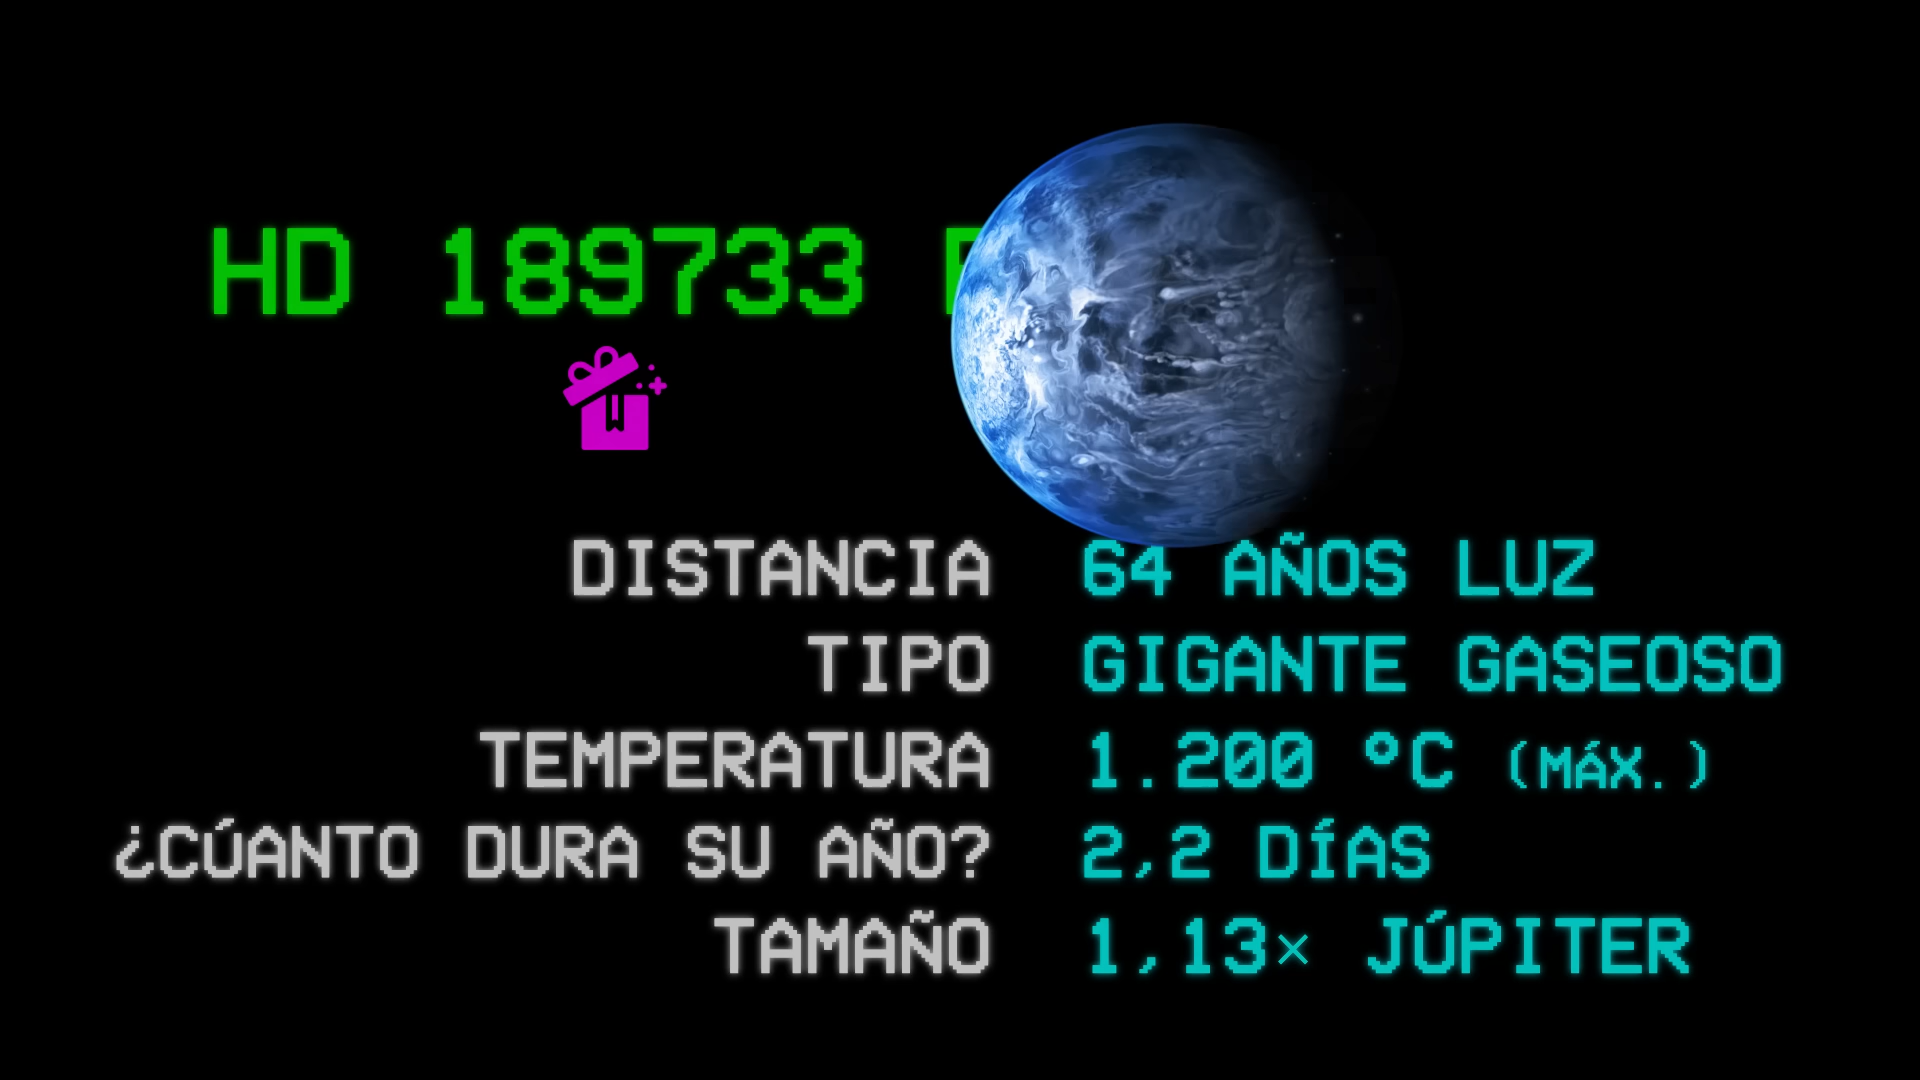 HD 189733
DISTANCIA 64 AÑOS LUZ
TIPO GIGANTE GASEOSO
TEMPERATURA 1.200 ºC (MÁX.)
¿CÚANTO DURA SU AÑO? 2,2 DÍAS
TAMAÑO 1,13× JÚPITER